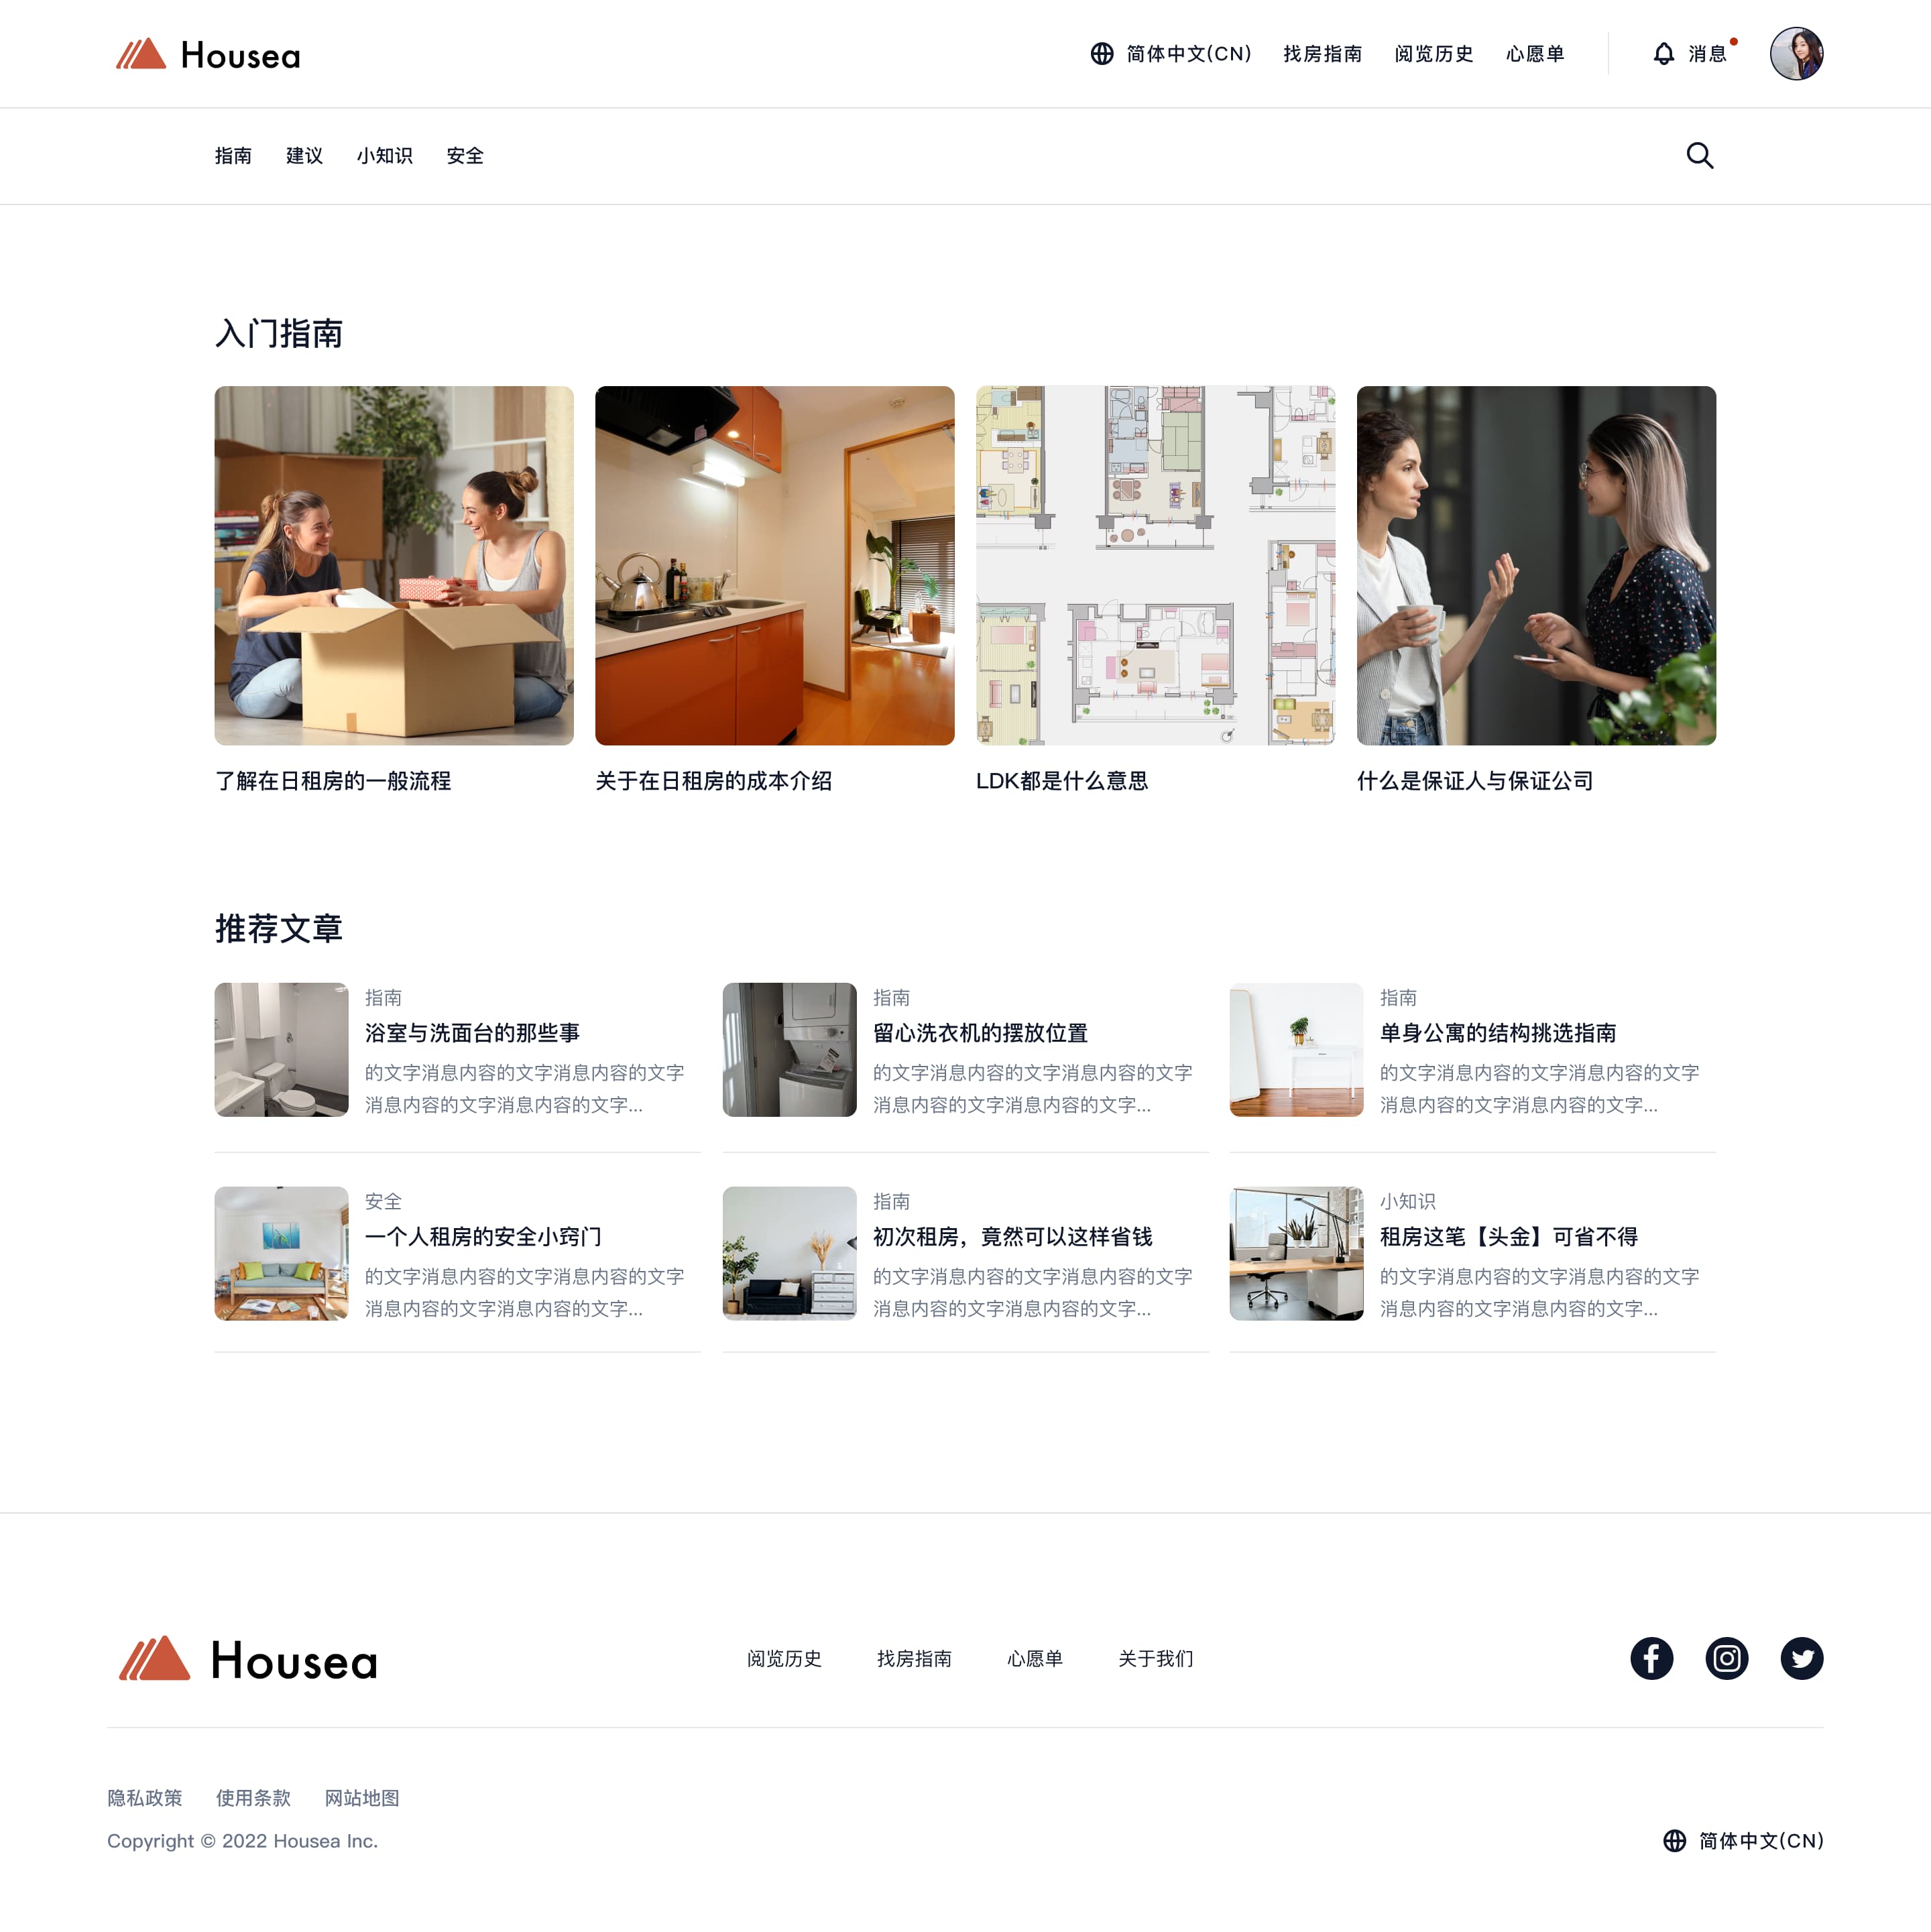 Housea
简体中文(CN)
找房指南
阅览历史
心愿单
消息
指南
建议
小知识
安全
入门指南
了解在日租房的一般流程
关于在日租房的成本介绍
LDK都是什么意思
什么是保证人与保证公司
推荐文章
指南
浴室与洗面台的那些事
的文字消息内容的文字消息内容的文字
消息内容的文字消息内容的文字...
指南
留心洗衣机的摆放位置
的文字消息内容的文字消息内容的文字
消息内容的文字消息内容的文字...
指南
单身公寓的结构挑选指南
的文字消息内容的文字消息内容的文字
消息内容的文字消息内容的文字...
安全
一个人租房的安全小窍门
的文字消息内容的文字消息内容的文字
消息内容的文字消息内容的文字...
指南
初次租房，竟然可以这样省钱
的文字消息内容的文字消息内容的文字
消息内容的文字消息内容的文字...
小知识
租房这笔【头金】可省不得
的文字消息内容的文字消息内容的文字
消息内容的文字消息内容的文字...
Housea
阅览历史
找房指南
心愿单
关于我们
隐私政策
使用条款
网站地图
Copyright © 2022 Housea Inc.
简体中文(CN)